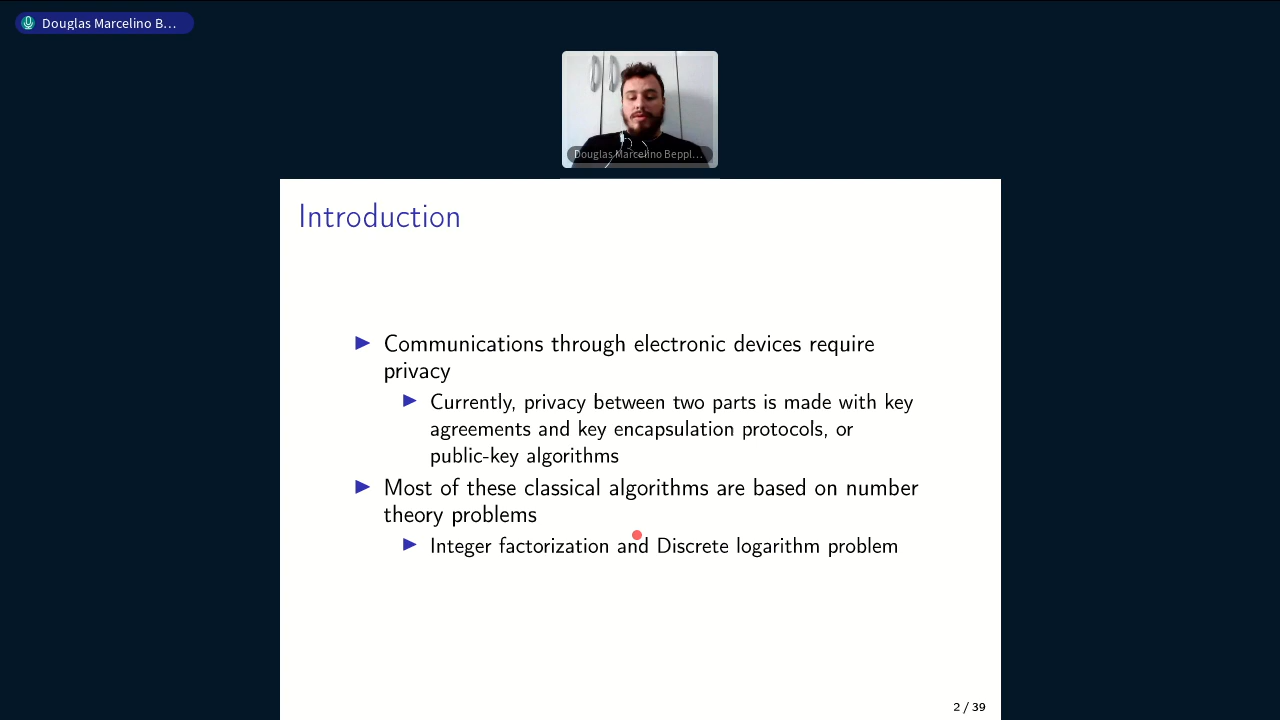 Douglas Marcelino B...
Douglas Marcelino Beppl...
Introduction
Communications through electronic devices require
privacy
Currently, privacy between two parts is made with key
agreements and key encapsulation protocols, or
public-key algorithms
Most of these classical algorithms are based on number
theory problems
Integer factorization and Discrete logarithm problem
2 / 39